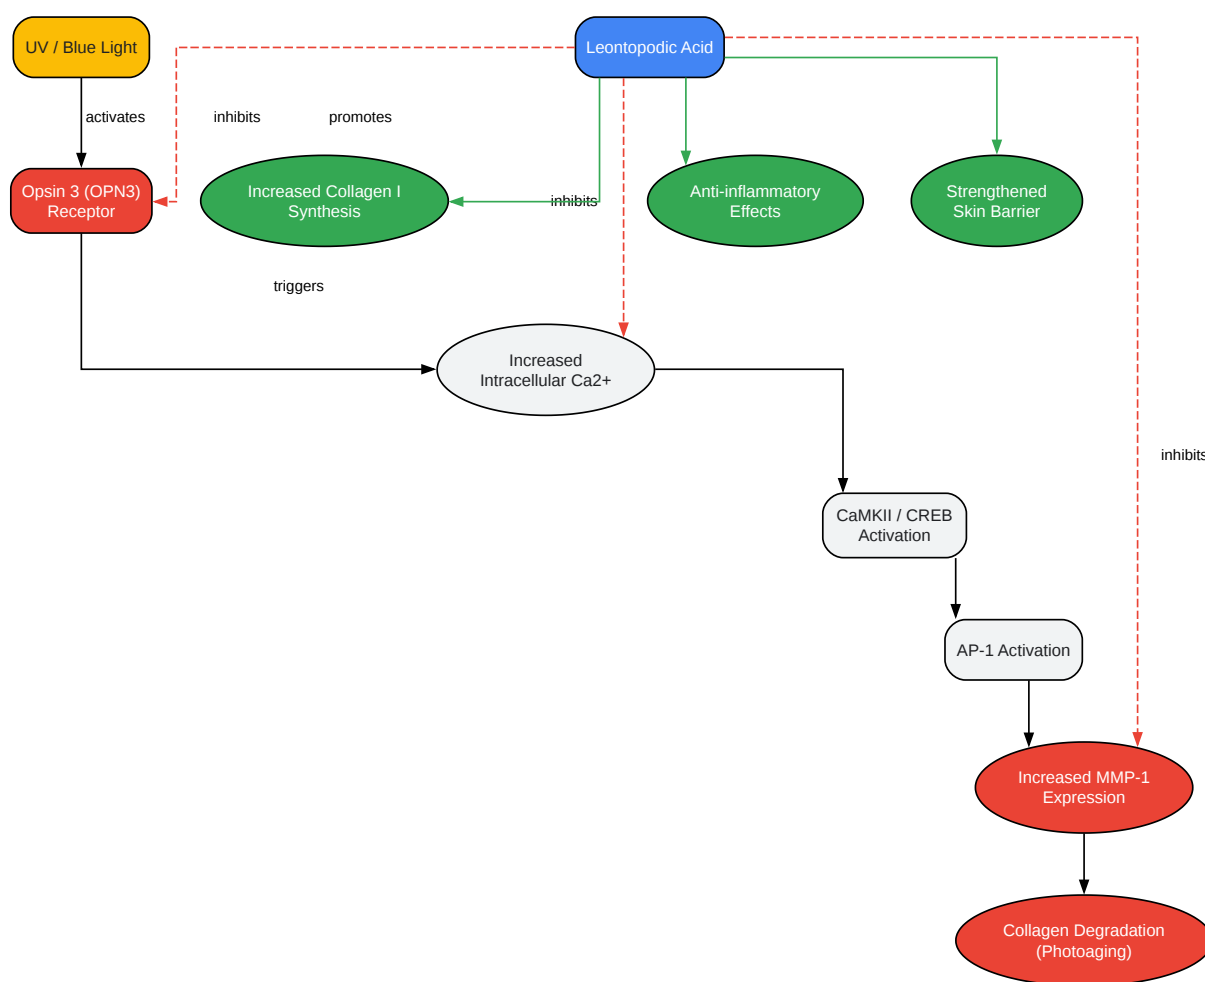 UV / Blue Light
Leontopodic Acid
activates
inhibits
promotes
Opsin 3 (OPN3)
Receptor
Increased Collagen I
Synthesis
inhibits
Anti-inflammatory
Effects
Strengthened
Skin Barrier
triggers
Increased
Intracellular Ca2+
inhibits
CaMKII / CREB
Activation
AP-1 Activation
Increased MMP-1
Expression
Collagen Degradation
(Photoaging)